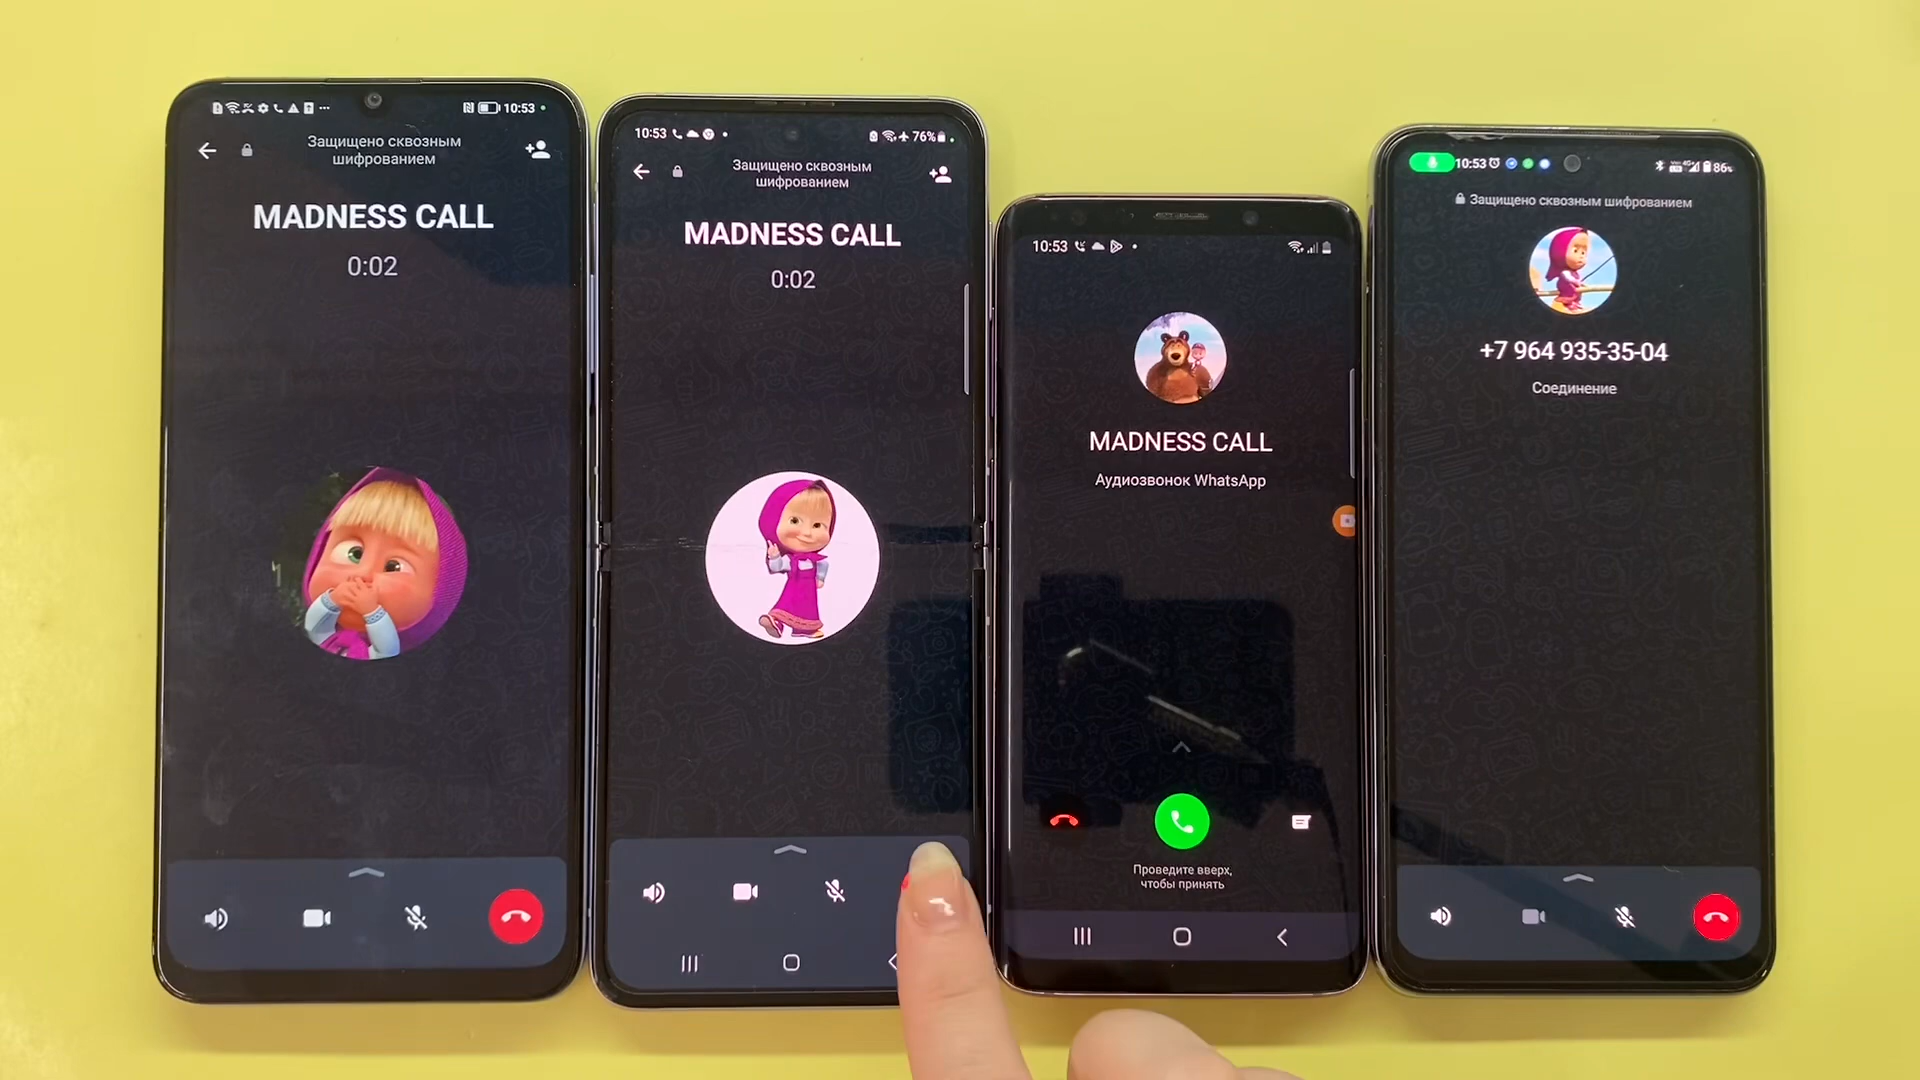 10:53
Защищено сквозным
шифрованием
MADNESS CALL
0:02
10:53
76%
Защищено сквозным
шифрованием
MADNESS CALL
0:02
10:53
MADNESS CALL
Аудиозвонок WhatsApp
Проведите вверх,
чтобы принять
10:53
86%
Защищено сквозным шифрованием
+7 964 935-35-04
Соединение